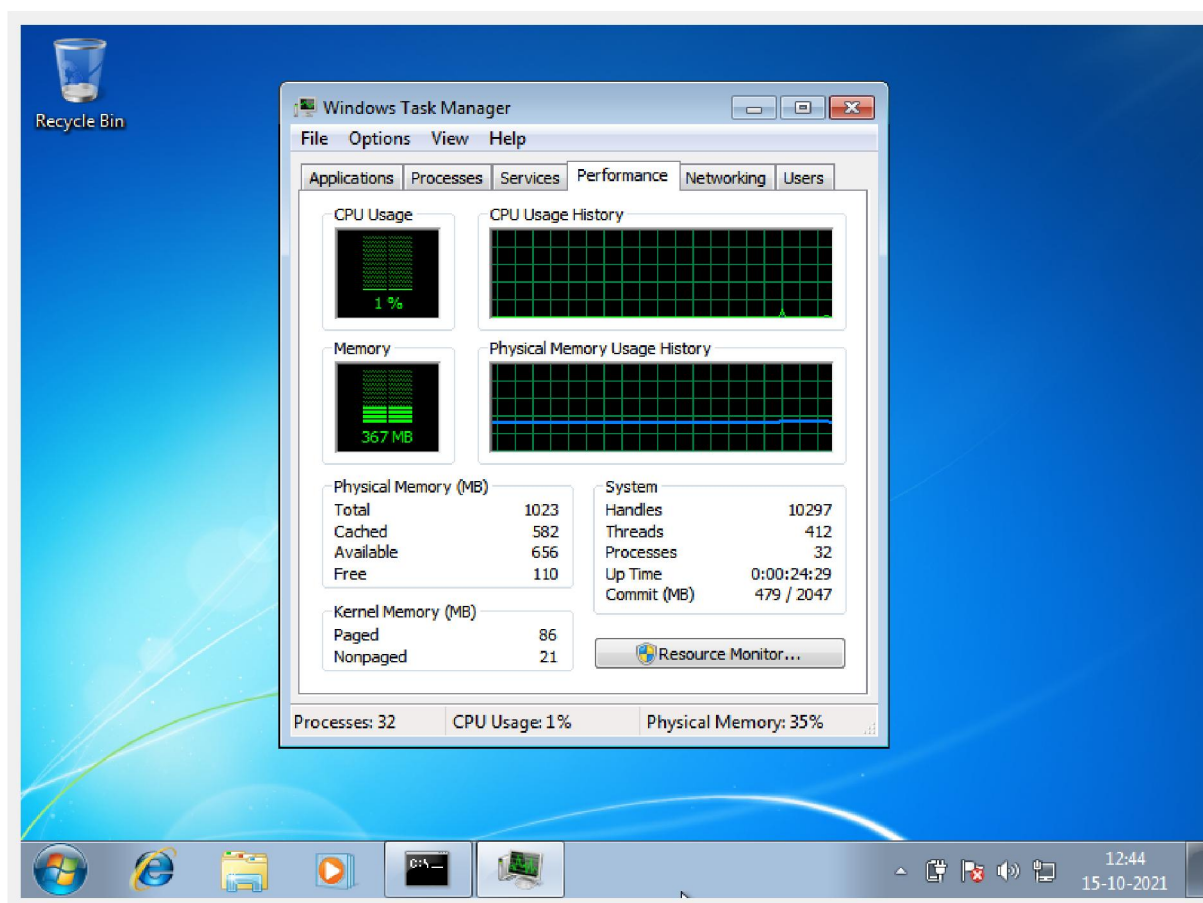 Recycle Bin
Windows Task Manager
File Options View Help
Applications Processes Services Performance Networking Users
CPU Usage
CPU Usage History
1 %
Memory
Physical Memory Usage History
367 MB
Physical Memory (MB)
Total 1023
Cached 582
Available 656
Free 110
Kernel Memory (MB)
Paged 86
Nonpaged 21
System
Handles 10297
Threads 412
Processes 32
Up Time 0:00:24:29
Commit (MB) 479 / 2047
Resource Monitor...
Processes: 32 CPU Usage: 1% Physical Memory: 35%
C:\_
12:44
15-10-2021